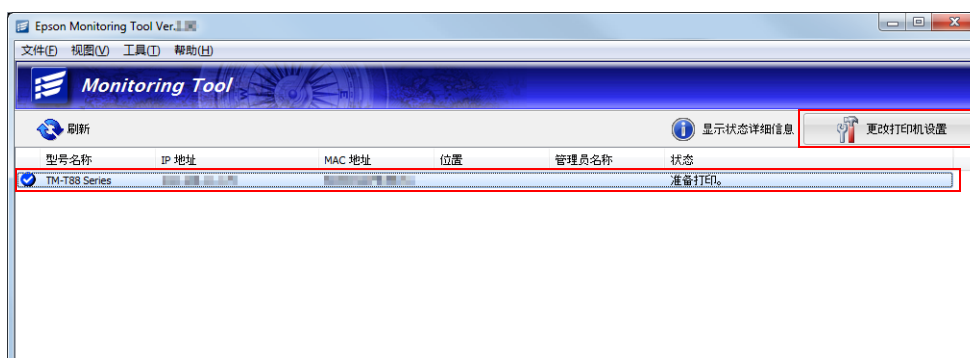 Epson Monitoring Tool Ver.
文件(F) 视图(V) 工具(T) 帮助(H)
Monitoring Tool
刷新 显示状态详细信息 更改打印机设置
型号名称 IP 地址 MAC 地址 位置 管理员名称 状态
TM-T88 Series 准备打印。